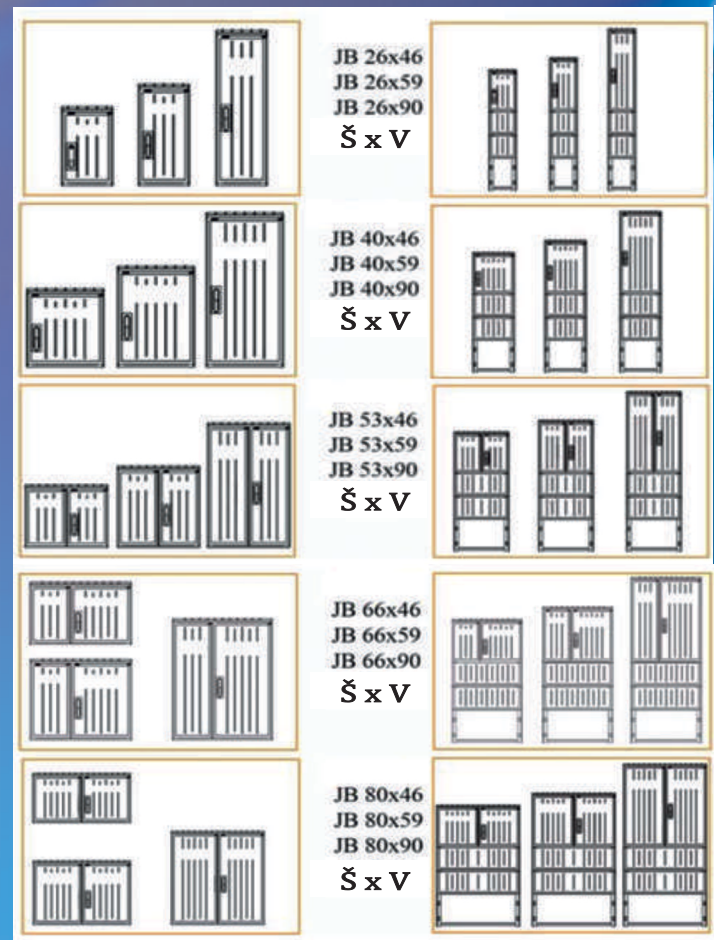 JB 26x46
JB 26x59
JB 26x90
Š x V
JB 40x46
JB 40x59
JB 40x90
Š x V
JB 53x46
JB 53x59
JB 53x90
Š x V
JB 66x46
JB 66x59
JB 66x90
Š x V
JB 80x46
JB 80x59
JB 80x90
Š x V